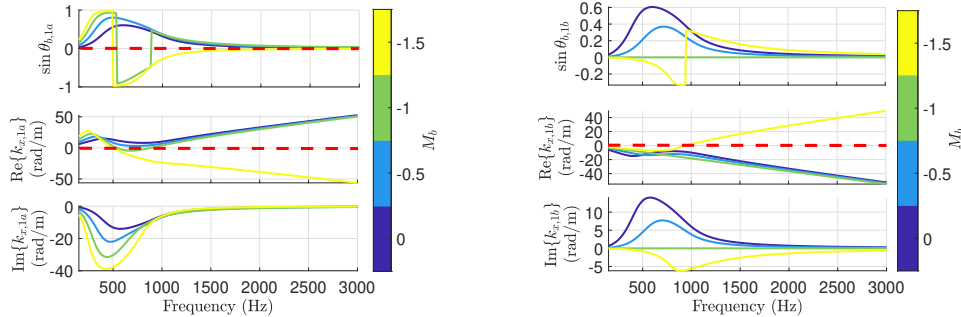 1
0
-1
sin θb,1a
50
0
-50
Re{kx,1a}
(rad/m)
0
-20
-40
Im{kx,1a}
(rad/m)
500 1000 1500 2000 2500 3000
Frequency (Hz)
-1.5
-1
-0.5
0
Mb
0.6
0.4
0.2
0
-0.2
sin θb,1b
40
20
0
-20
-40
Re{kx,1b}
(rad/m)
10
5
0
-5
Im{kx,1b}
(rad/m)
500 1000 1500 2000 2500 3000
Frequency (Hz)
-1.5
-1
-0.5
0